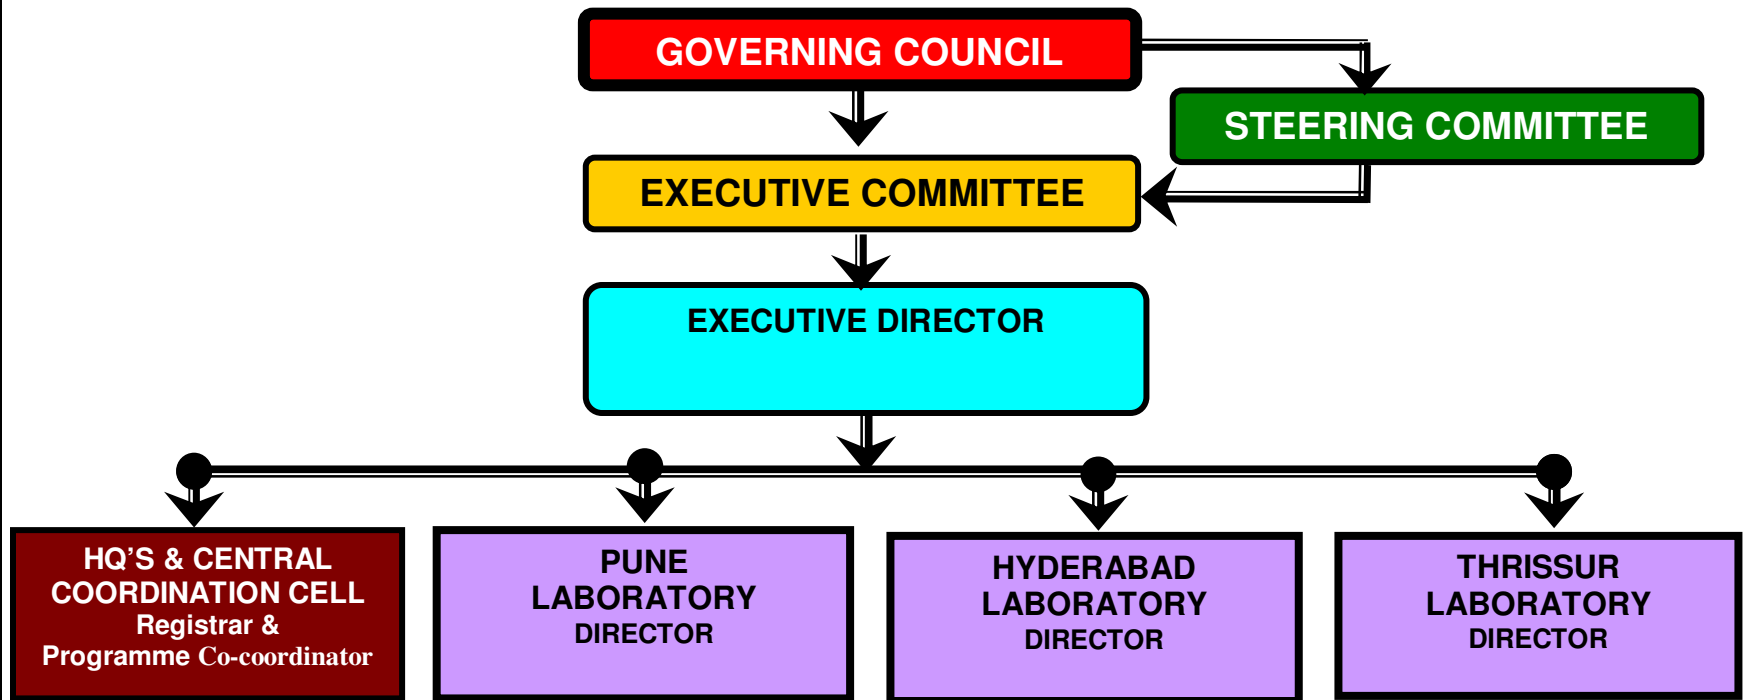 GOVERNING COUNCIL
STEERING COMMITTEE
EXECUTIVE COMMITTEE
EXECUTIVE DIRECTOR
HQ'S & CENTRAL
COORDINATION CELL
Registrar &
Programme Co-coordinator
PUNE
LABORATORY
DIRECTOR
HYDERABAD
LABORATORY
DIRECTOR
THRISSUR
LABORATORY
DIRECTOR